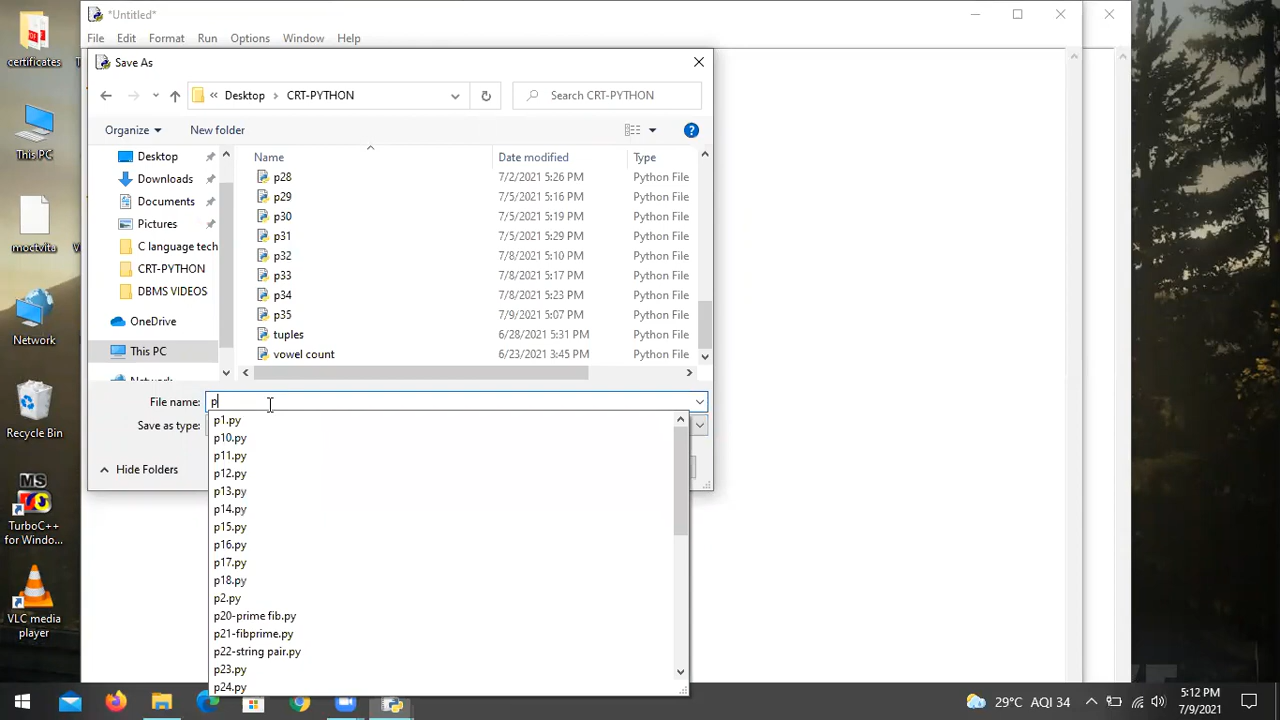 *Untitled*
File Edit Format Run Options Window Help
Save As
Desktop CRT-PYTHON
Search CRT-PYTHON
Organize New folder
Name Date modified Type
p28 7/2/2021 5:26 PM Python File
p29 7/5/2021 5:16 PM Python File
p30 7/5/2021 5:19 PM Python File
p31 7/5/2021 5:29 PM Python File
p32 7/8/2021 5:10 PM Python File
p33 7/8/2021 5:17 PM Python File
p34 7/8/2021 5:23 PM Python File
p35 7/9/2021 5:07 PM Python File
tuples 6/28/2021 5:31 PM Python File
vowel count 6/23/2021 3:45 PM Python File
Desktop
Downloads
Documents
Pictures
C language tech
CRT-PYTHON
DBMS VIDEOS
OneDrive
This PC
Network
File name: p
Save as type:
Hide Folders
p1.py
p10.py
p11.py
p12.py
p13.py
p14.py
p15.py
p16.py
p17.py
p18.py
p2.py
p20-prime fib.py
p21-fibprime.py
p22-string pair.py
p23.py
p24.py
certificates
This PC
moctvita
Network
Recycle Bin
MS
TurboC++
for Windo...
VLC media
player
29°C AQI 34
5:12 PM
7/9/2021